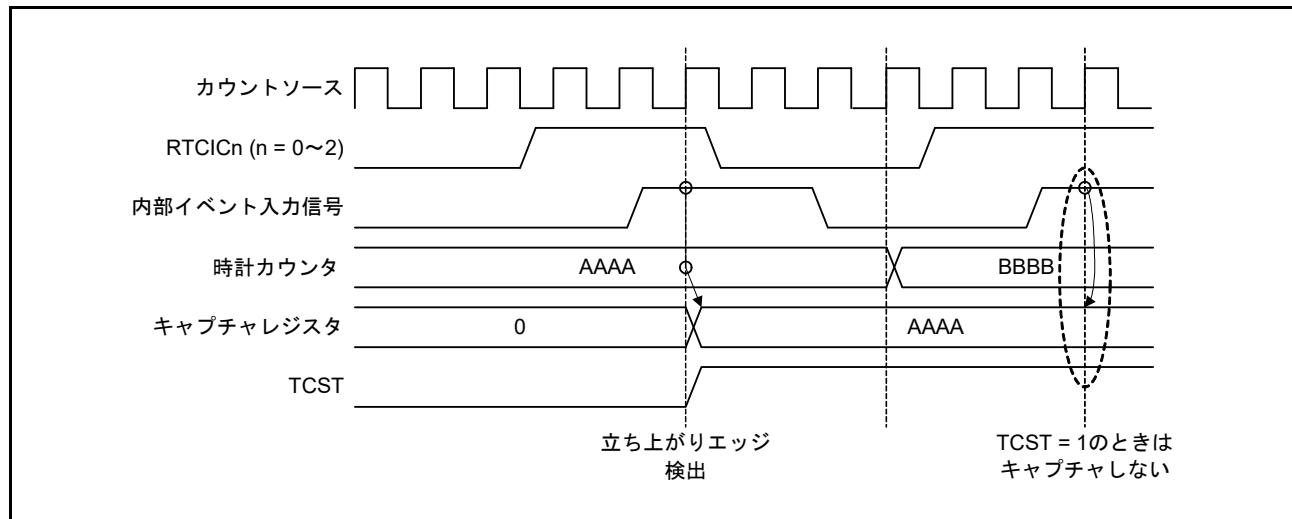 カウントソース
RTCICn (n = 0〜2)
内部イベント入力信号
時計カウンタ
AAAA
BBBB
キャプチャレジスタ
0
AAAA
TCST
立ち上がりエッジ
検出
TCST = 1のときは
キャプチャしない